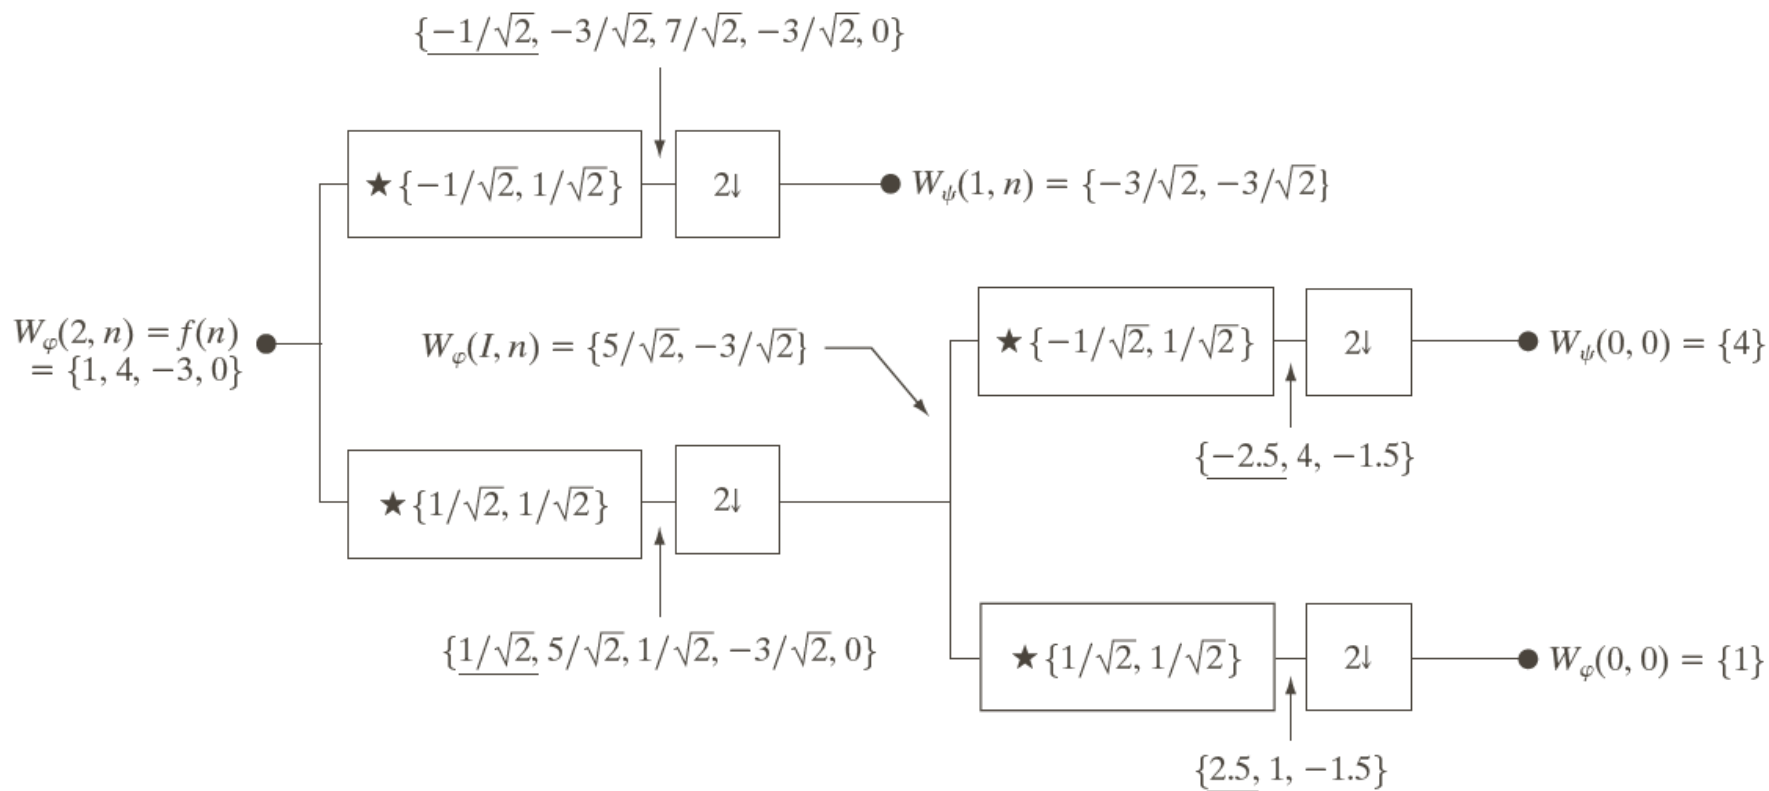 {−1/√2, −3/√2, 7/√2, −3/√2, 0}
★{−1/√2, 1/√2}
2↓
W_ψ(1, n) = {−3/√2, −3/√2}
W_φ(2, n) = f(n)
= {1, 4, −3, 0}
W_φ(I, n) = {5/√2, −3/√2}
★{−1/√2, 1/√2}
2↓
W_ψ(0, 0) = {4}
{−2.5, 4, −1.5}
★{1/√2, 1/√2}
2↓
{1/√2, 5/√2, 1/√2, −3/√2, 0}
★{1/√2, 1/√2}
2↓
W_φ(0, 0) = {1}
{2.5, 1, −1.5}